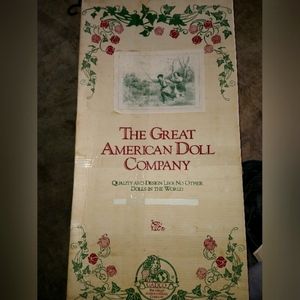 THE GREAT
AMERICAN DOLL
COMPANY
QUALITY AND DESIGN LIKE NO OTHER
DOLLS IN THE WORLD